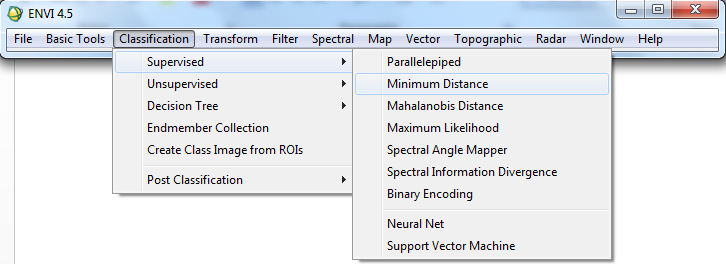 ENVI 4.5
File Basic Tools Classification Transform Filter Spectral Map Vector Topographic Radar Window Help
Supervised
Unsupervised
Decision Tree
Endmember Collection
Create Class Image from ROIs
Post Classification
Parallelepiped
Minimum Distance
Mahalanobis Distance
Maximum Likelihood
Spectral Angle Mapper
Spectral Information Divergence
Binary Encoding
Neural Net
Support Vector Machine